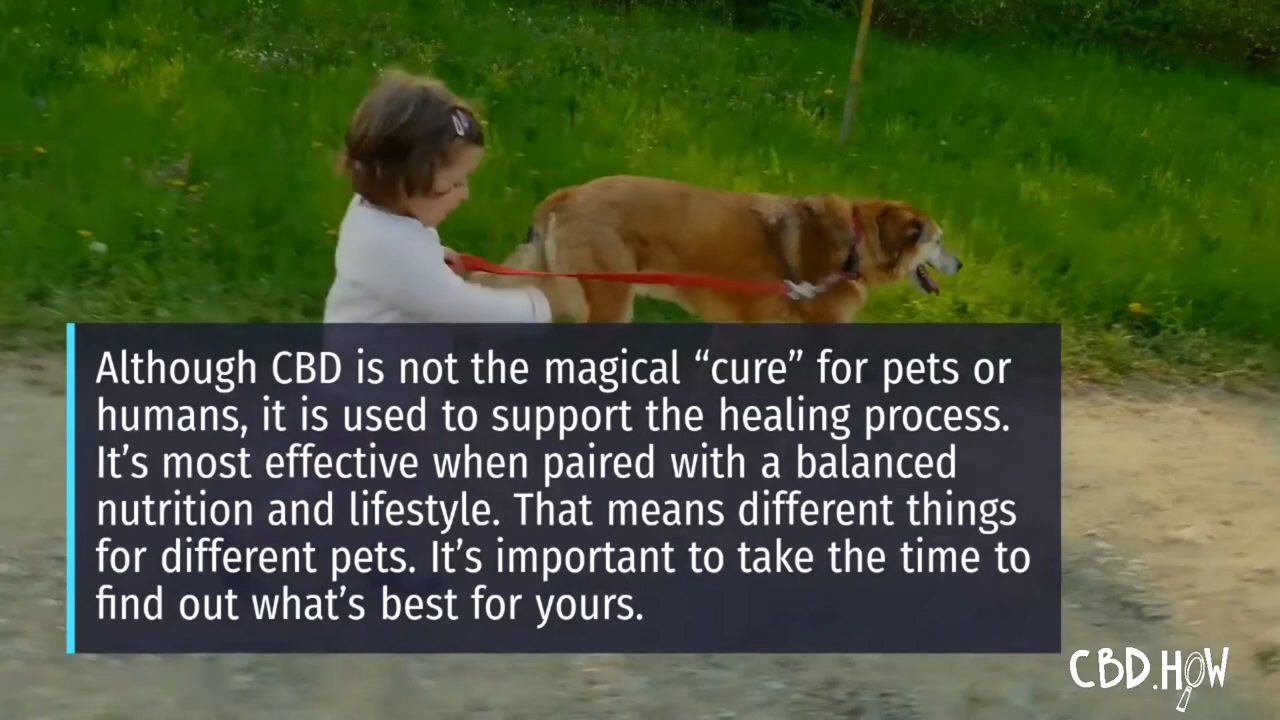 Although CBD is not the magical “cure” for pets or
humans, it is used to support the healing process.
It’s most effective when paired with a balanced
nutrition and lifestyle. That means different things
for different pets. It’s important to take the time to
find out what’s best for yours.
CBD.HOW